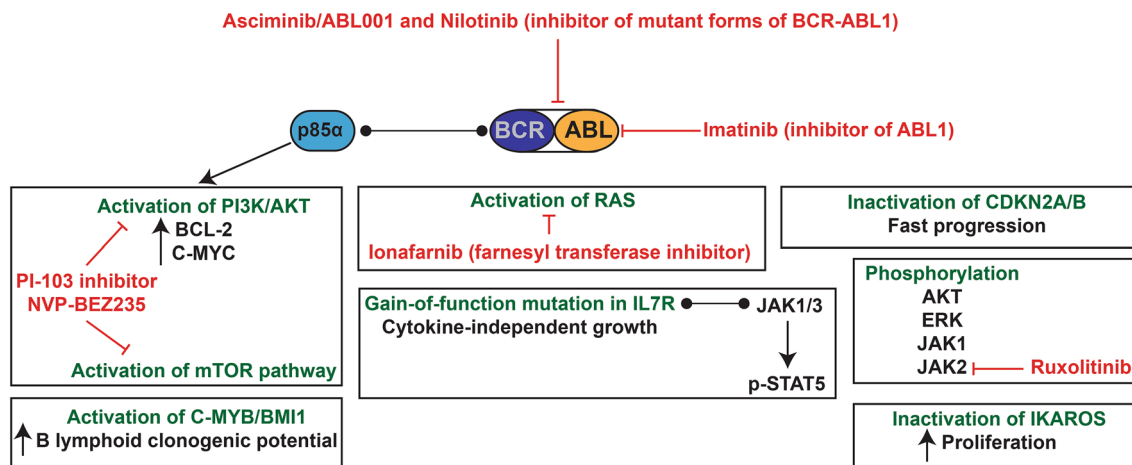 Asciminib/ABL001 and Nilotinib (inhibitor of mutant forms of BCR-ABL1)
p85α
BCR
ABL
Imatinib (inhibitor of ABL1)
Activation of PI3K/AKT
BCL-2
C-MYC
PI-103 inhibitor
NVP-BEZ235
Activation of mTOR pathway
Activation of C-MYB/BMI1
B lymphoid clonogenic potential
Activation of RAS
Ionafarnib (farnesyl transferase inhibitor)
Gain-of-function mutation in IL7R
JAK1/3
Cytokine-independent growth
p-STAT5
Inactivation of CDKN2A/B
Fast progression
Phosphorylation
AKT
ERK
JAK1
JAK2
Ruxolitinib
Inactivation of IKAROS
Proliferation